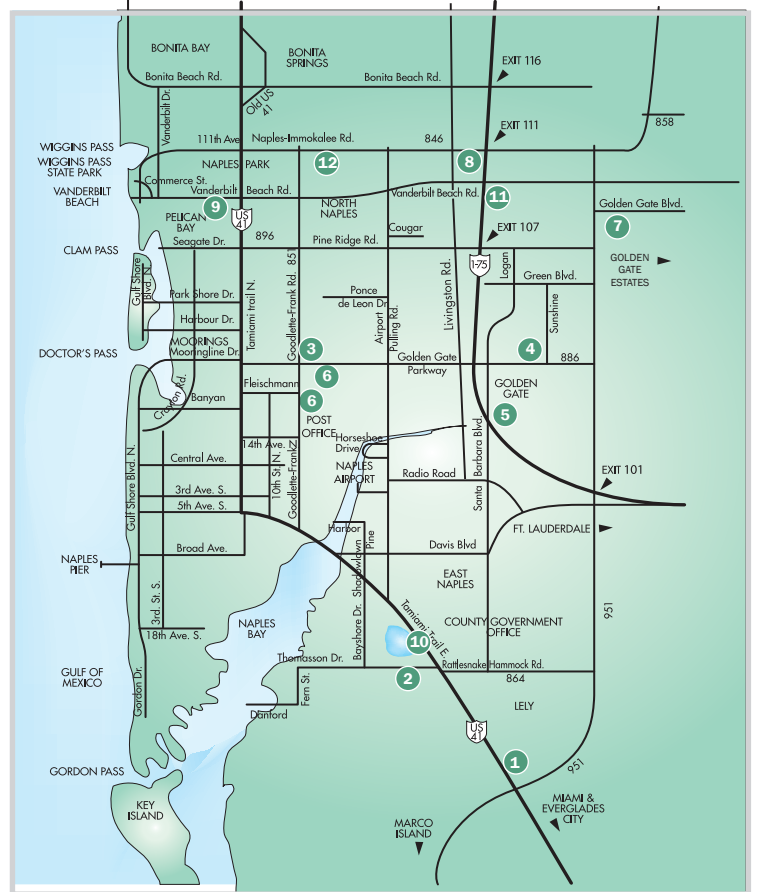 BONITA BAY
BONITA
SPRINGS
EXIT 116
Bonita Beach Rd.
Bonita Beach Rd.
Vanderbilt Dr.
Old US
41
EXIT 111
858
111th Ave
Naples-Immokalee Rd.
846
WIGGINS PASS
WIGGINS PASS
STATE PARK
NAPLES PARK
12
8
Commerce St.
VANDERBILT
BEACH
Vanderbilt
Beach Rd.
Vanderbilt Beach Rd.
11
9
NORTH
NAPLES
Golden Gate Blvd.
PELICAN
BAY
US
41
896
Cougar
EXIT 107
7
CLAM PASS
Seagate Dr.
851
Pine Ridge Rd.
Gulf Shore
Blvd. N.
Tamiami trail N.
Goodlette-Frank Rd.
Airport
Pulling Rd.
Livingston Rd.
1-75
Logan
GOLDEN
GATE
ESTATES
Green Blvd.
Sunshine
Park Shore Dr.
Ponce
de Leon Dr.
Harbour Dr.
MOORINGS
Mooringline Dr.
DOCTOR'S PASS
3
4
Golden Gate
Parkway
886
Crayton Rd.
Fleischmann
6
GOLDEN
GATE
Banyan
6
5
POST
OFFICE
Gulf Shore Blvd. N.
14th Ave.
10th St. N.
Goodlette-Frank
Horseshoe
Drive
Santa Barbara Blvd.
Central Ave.
NAPLES
AIRPORT
Radio Road
EXIT 101
3rd Ave. S.
5th Ave. S.
Harbor
FT. LAUDERDALE
Broad Ave.
Pine
Davis Blvd
NAPLES
PIER
Bayshore Dr.
Shadowlawn
EAST
NAPLES
951
3rd. St. S.
18th Ave. S.
NAPLES
BAY
Tamiami Trail E.
COUNTY GOVERNMENT
OFFICE
10
Thomasson Dr.
Rattlesnake Hammock Rd.
GULF OF
MEXICO
Gordon Dr.
Fern St.
2
864
Danford
LELY
US
41
1
951
GORDON PASS
KEY
ISLAND
MIAMI &
EVERGLADES
CITY
MARCO
ISLAND